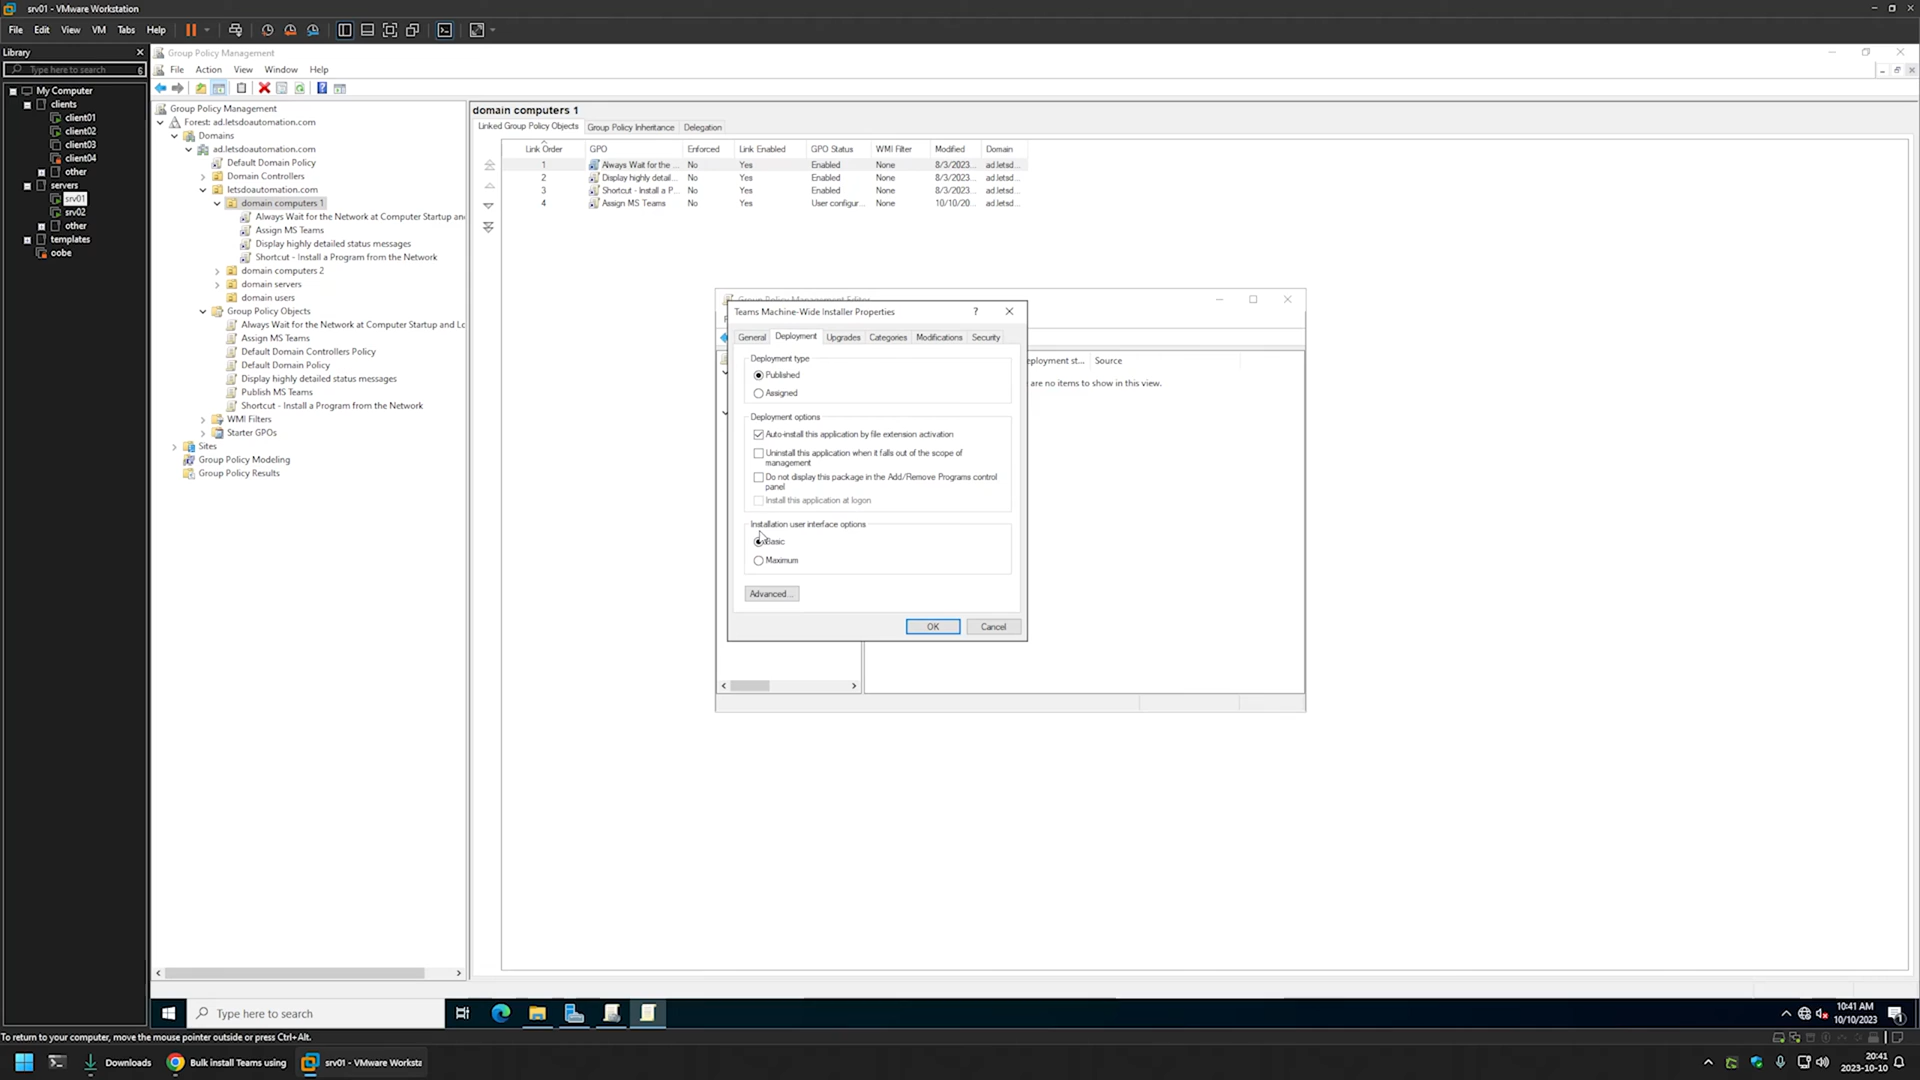 srv01 - VMware Workstation
File Edit View VM Tabs Help
Library
Type here to search
My Computer
clients
client01
client02
client03
client04
other
servers
srv01
srv02
other
templates
oobe
Group Policy Management
File Action View Window Help
Group Policy Management
Forest: ad.letsdoautomation.com
Domains
ad.letsdoautomation.com
Default Domain Policy
Domain Controllers
letsdoautomation.com
domain computers 1
Always Wait for the Network at Computer Startup and
Assign MS Teams
Display highly detailed status messages
Shortcut - Install a Program from the Network
domain computers 2
domain servers
domain users
Group Policy Objects
Always Wait for the Network at Computer Startup and Lo
Assign MS Teams
Default Domain Controllers Policy
Default Domain Policy
Display highly detailed status messages
Publish MS Teams
Shortcut - Install a Program from the Network
WMI Filters
Starter GPOs
Sites
Group Policy Modeling
Group Policy Results
domain computers 1
Linked Group Policy Objects Group Policy Inheritance Delegation
Link Order GPO Enforced Link Enabled GPO Status WMI Filter Modified Domain
1 Always Wait for the ... No Yes Enabled None 8/3/2023... ad.letsd...
2 Display highly detail... No Yes Enabled None 8/3/2023... ad.letsd...
3 Shortcut - Install a P... No Yes Enabled None 8/3/2023... ad.letsd...
4 Assign MS Teams No Yes User configur... None 10/10/20... ad.letsd...
Teams Machine-Wide Installer Properties
General Deployment Upgrades Categories Modifications Security
Deployment type
Published
Assigned
Deployment options
Auto-install this application by file extension activation
Uninstall this application when it falls out of the scope of
management
Do not display this package in the Add/Remove Programs control
panel
Install this application at logon
Installation user interface options
Basic
Maximum
Advanced...
OK Cancel
eployment st... Source
are no items to show in this view.
Type here to search
10:41 AM
10/10/2023
To return to your computer, move the mouse pointer outside or press Ctrl+Alt.
Downloads Bulk install Teams using srv01 - VMware Worksta
20:41
2023-10-10